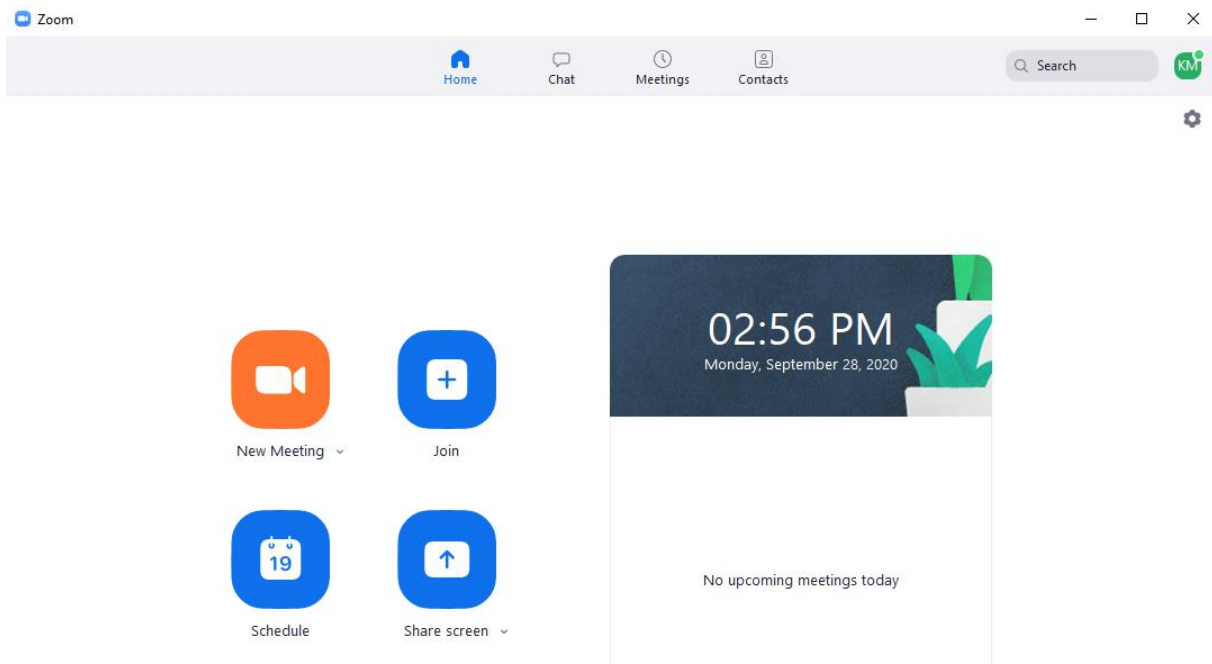 Zoom
Home
Chat
Meetings
Contacts
Search
KM
02:56 PM
Monday, September 28, 2020
New Meeting
Join
19
Schedule
Share screen
No upcoming meetings today